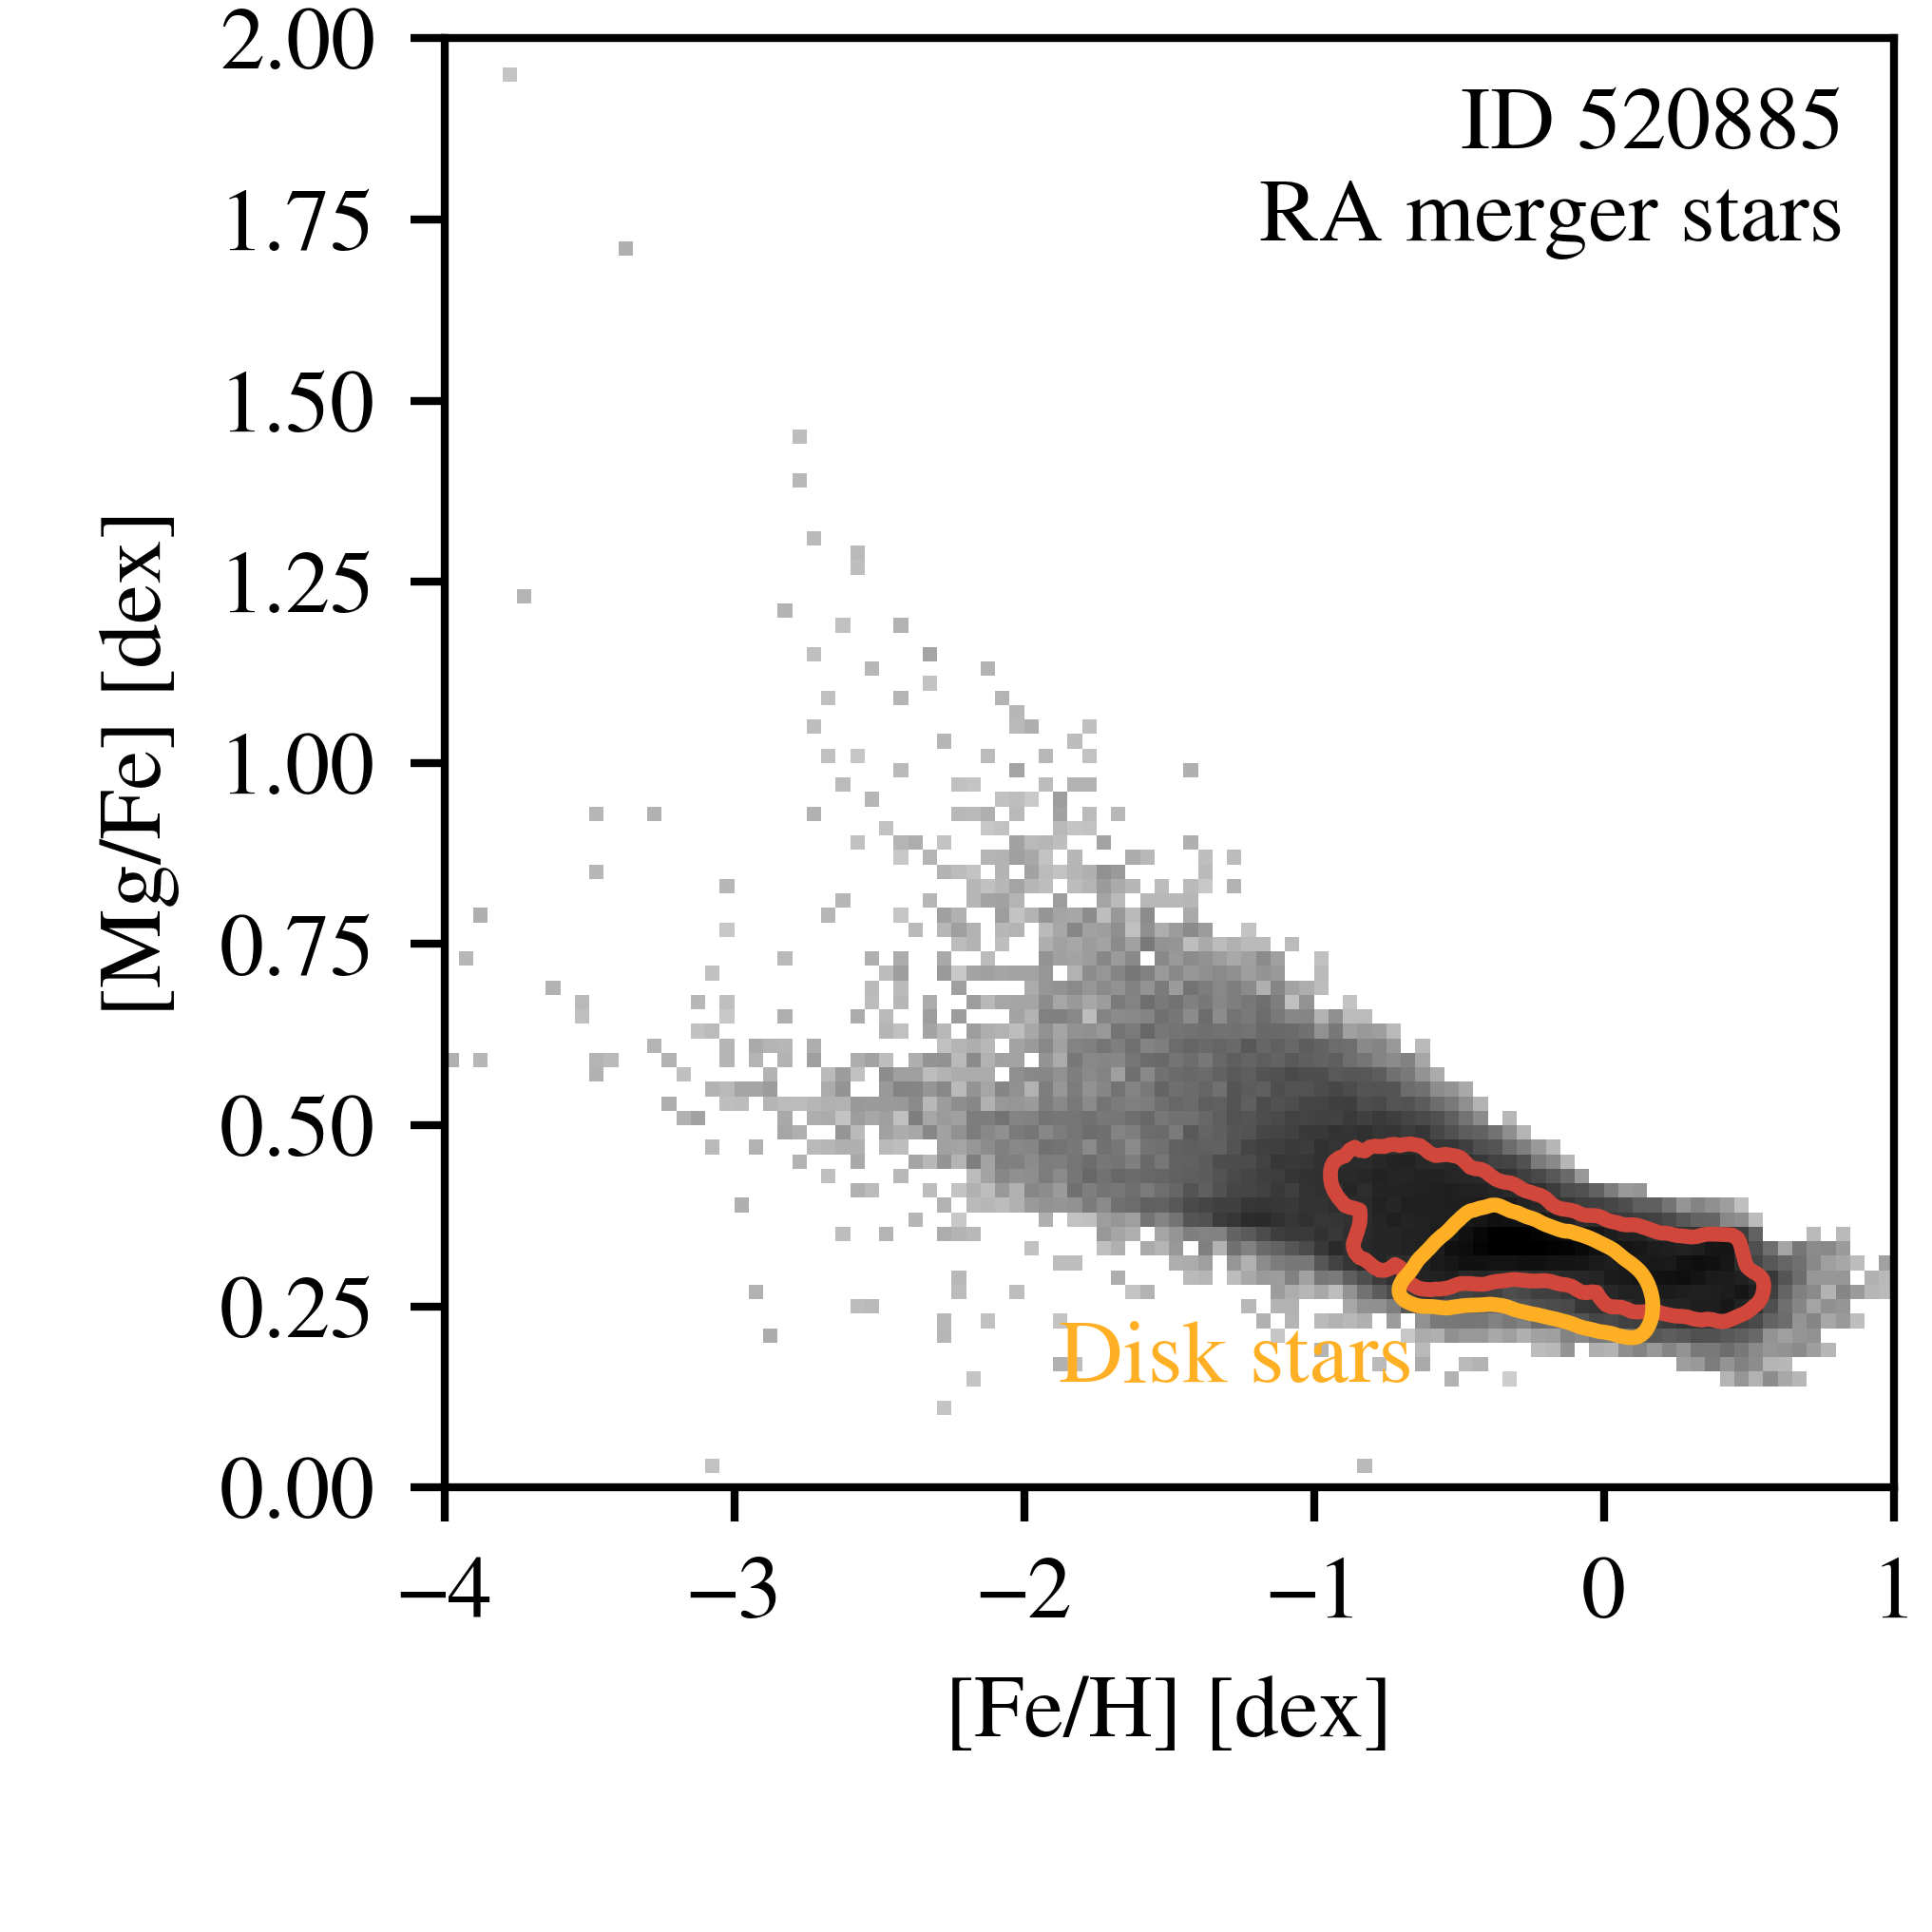 ID 520885
RA merger stars
2.00
1.75
1.50
1.25
1.00
0.75
0.50
0.25
0.00
[Mg/Fe] [dex]
Disk stars
−4 −3 −2 −1 0 1
[Fe/H] [dex]